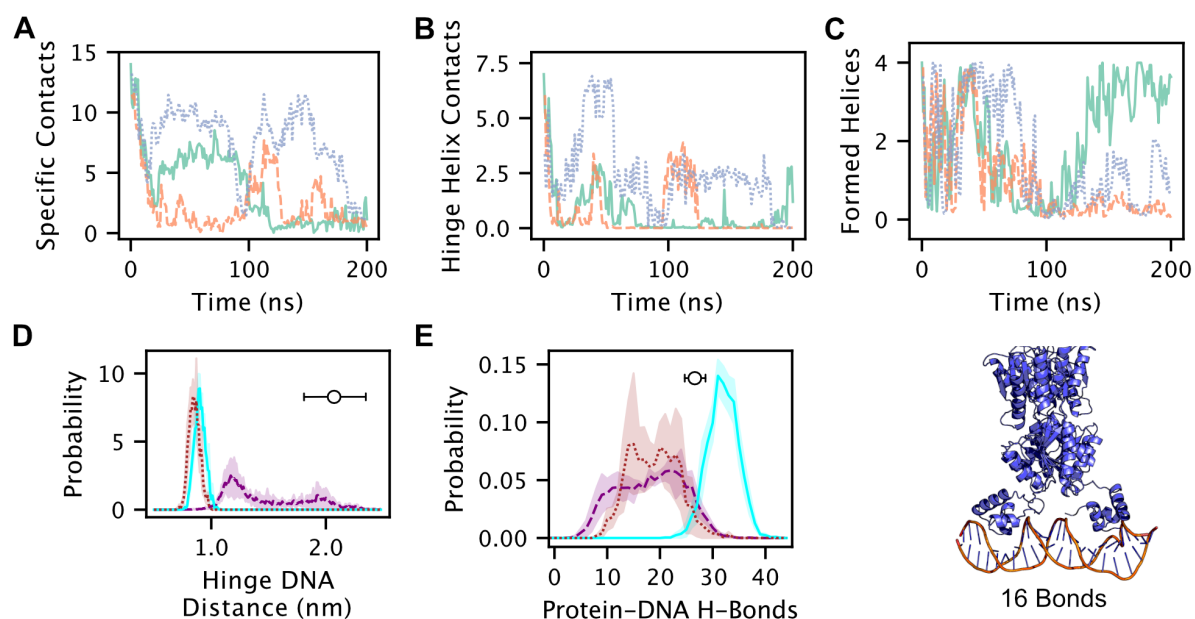 A
Specific Contacts
15
10
5
0
0
100
200
Time (ns)
B
Hinge Helix Contacts
7.5
5.0
2.5
0.0
0
100
200
Time (ns)
C
Formed Helices
4
2
0
0
100
200
Time (ns)
D
Probability
10
5
0
1.0
2.0
Hinge DNA
Distance (nm)
E
Probability
0.15
0.10
0.05
0.00
0
10
20
30
40
Protein–DNA H–Bonds
16 Bonds